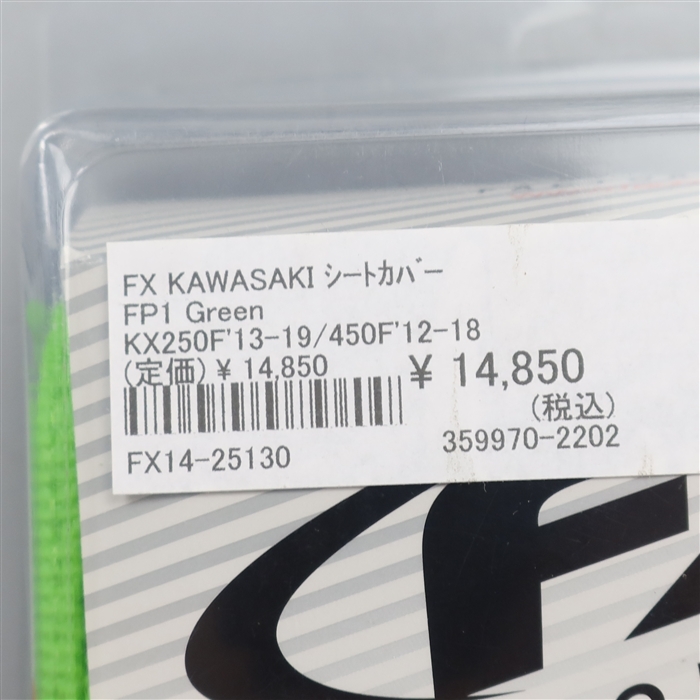 FX KAWASAKI ｼｰﾄｶﾊﾞｰ
FP1 Green
KX250F'13-19/450F'12-18
(定価)¥ 14,850 ¥ 14,850
(税込)
FX14-25130 359970-2202
FX